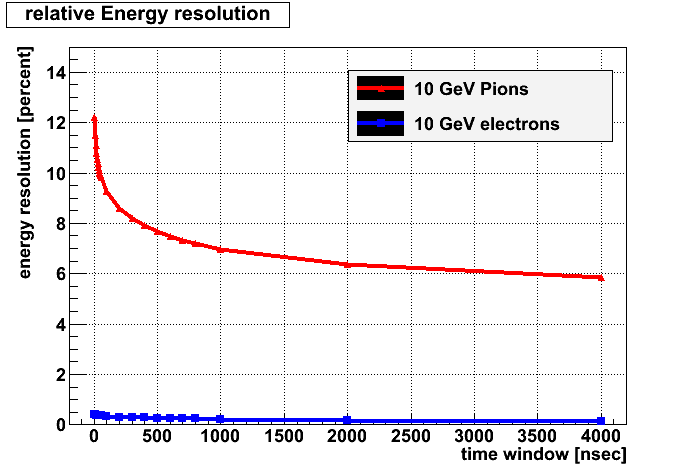 relative Energy resolution
energy resolution [percent]
14
12
10
8
6
4
2
0
10 GeV Pions
10 GeV electrons
0 500 1000 1500 2000 2500 3000 3500 4000
time window [nsec]